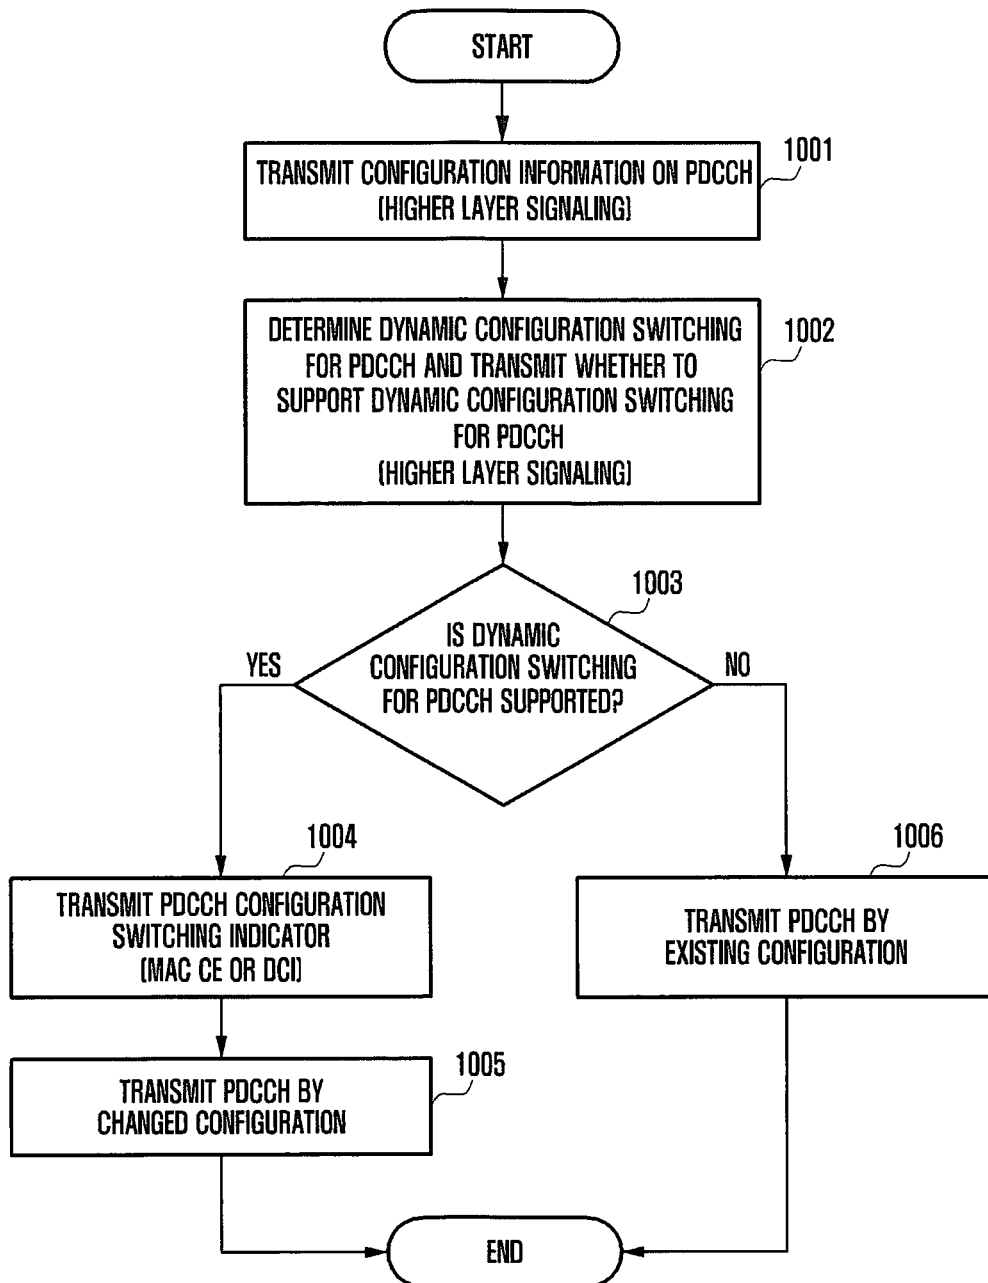 START
1001
TRANSMIT CONFIGURATION INFORMATION ON PDCCH
(HIGHER LAYER SIGNALING)
1002
DETERMINE DYNAMIC CONFIGURATION SWITCHING
FOR PDCCH AND TRANSMIT WHETHER TO
SUPPORT DYNAMIC CONFIGURATION SWITCHING
FOR PDCCH
(HIGHER LAYER SIGNALING)
1003
IS DYNAMIC
CONFIGURATION SWITCHING
FOR PDCCH SUPPORTED?
YES
NO
1004
TRANSMIT PDCCH CONFIGURATION
SWITCHING INDICATOR
(MAC CE OR DCI)
1006
TRANSMIT PDCCH BY
EXISTING CONFIGURATION
1005
TRANSMIT PDCCH BY
CHANGED CONFIGURATION
END